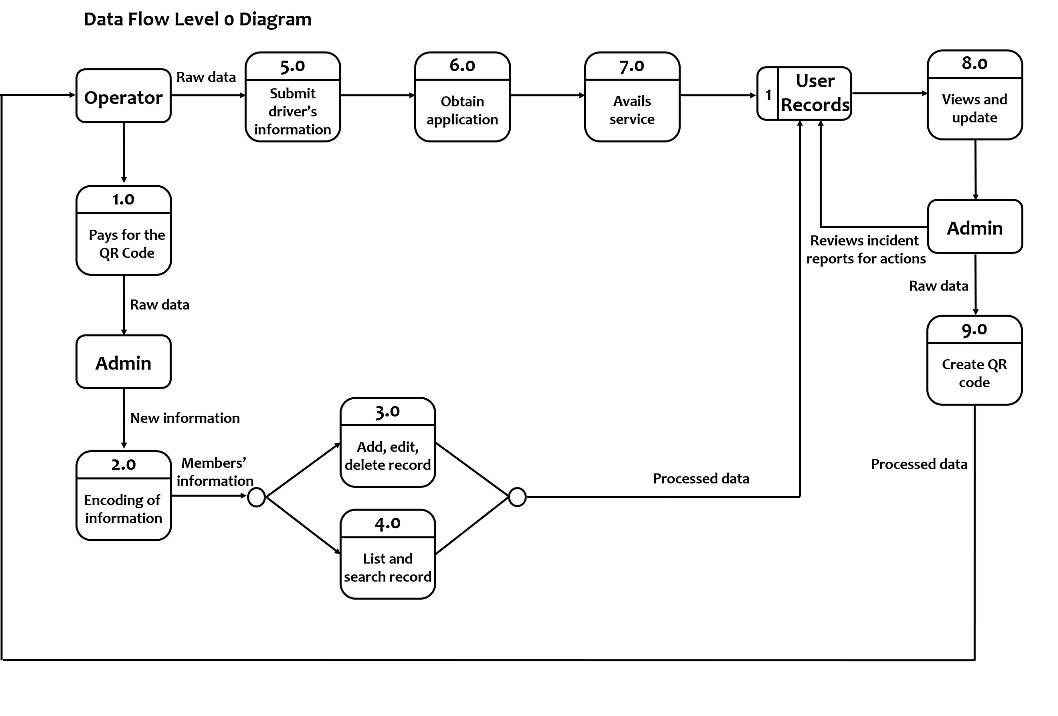 Data Flow Level 0 Diagram
Operator
Raw data
5.0
Submit
driver's
information
6.0
Obtain
application
7.0
Avails
service
1
User
Records
8.0
Views and
update
1.0
Pays for the
QR Code
Admin
Reviews incident
reports for actions
Raw data
Raw data
9.0
Create QR
code
Admin
New information
3.0
Add, edit,
delete record
2.0
Encoding of
information
Members'
information
Processed data
Processed data
4.0
List and
search record